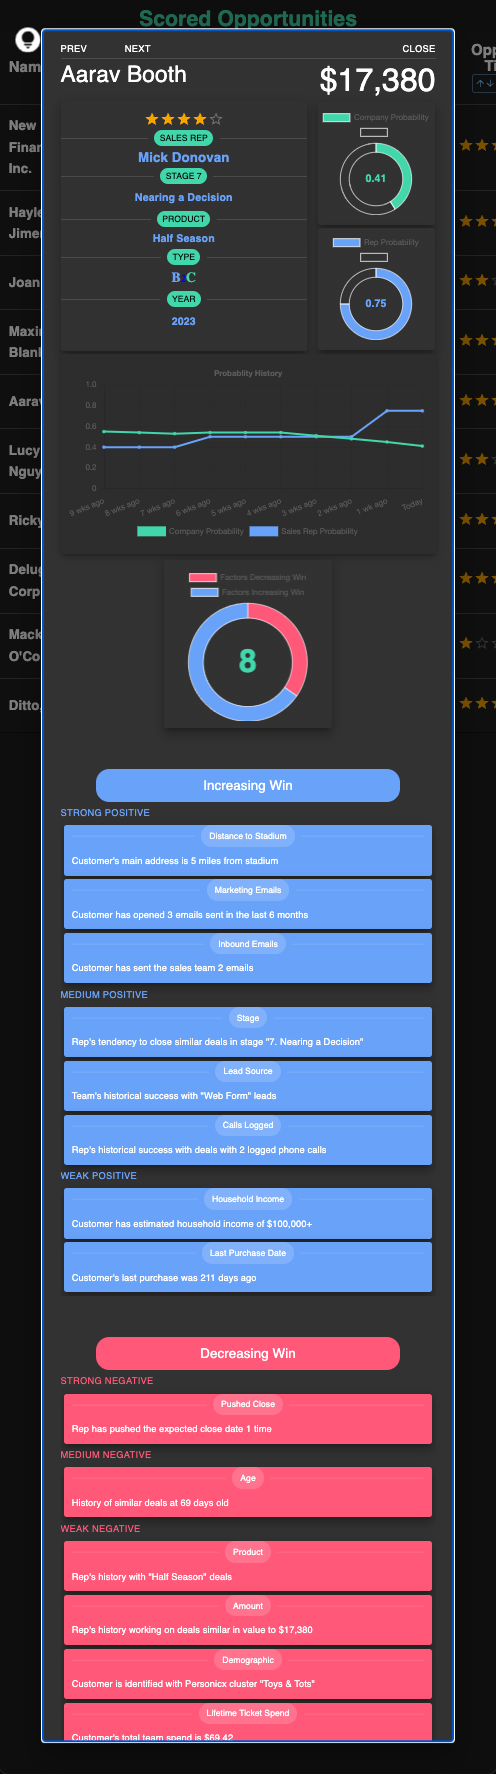 Scored Opportunities
PREV NEXT CLOSE
Aarav Booth
$17,380
SALES REP
Mick Donovan
STAGE 7
Nearing a Decision
PRODUCT
Half Season
TYPE
B C
YEAR
2023
Company Probability
0.41
Rep Probability
0.75
Probablity History
1.0
0.8
0.6
0.4
0.2
0
9 wks ago
8 wks ago
7 wks ago
6 wks ago
5 wks ago
4 wks ago
3 wks ago
2 wks ago
1 wk ago
Today
Company Probability
Sales Rep Probability
Factors Decreasing Win
Factors Increasing Win
8
Increasing Win
STRONG POSITIVE
Distance to Stadium
Customer's main address is 5 miles from stadium
Marketing Emails
Customer has opened 3 emails sent in the last 6 months
Inbound Emails
Customer has sent the sales team 2 emails
MEDIUM POSITIVE
Stage
Rep's tendency to close similar deals in stage "7. Nearing a Decision"
Lead Source
Team's historical success with "Web Form" leads
Calls Logged
Rep's historical success with deals with 2 logged phone calls
WEAK POSITIVE
Household Income
Customer has estimated household income of $100,000+
Last Purchase Date
Customer's last purchase was 211 days ago
Decreasing Win
STRONG NEGATIVE
Pushed Close
Rep has pushed the expected close date 1 time
MEDIUM NEGATIVE
Age
History of similar deals at 69 days old
WEAK NEGATIVE
Product
Rep's history with "Half Season" deals
Amount
Rep's history working on deals similar in value to $17,380
Demographic
Customer is identified with Personicx cluster "Toys & Tots"
Lifetime Ticket Spend
Customer's total team spend is $69.42
Nam
New
Finan
Inc.
Hayle
Jimer
Joan
Maxi
Blank
Aarav
Lucy
Nguy
Ricky
Delug
Corp
Mack
O'Co
Ditto
Opp
Ti